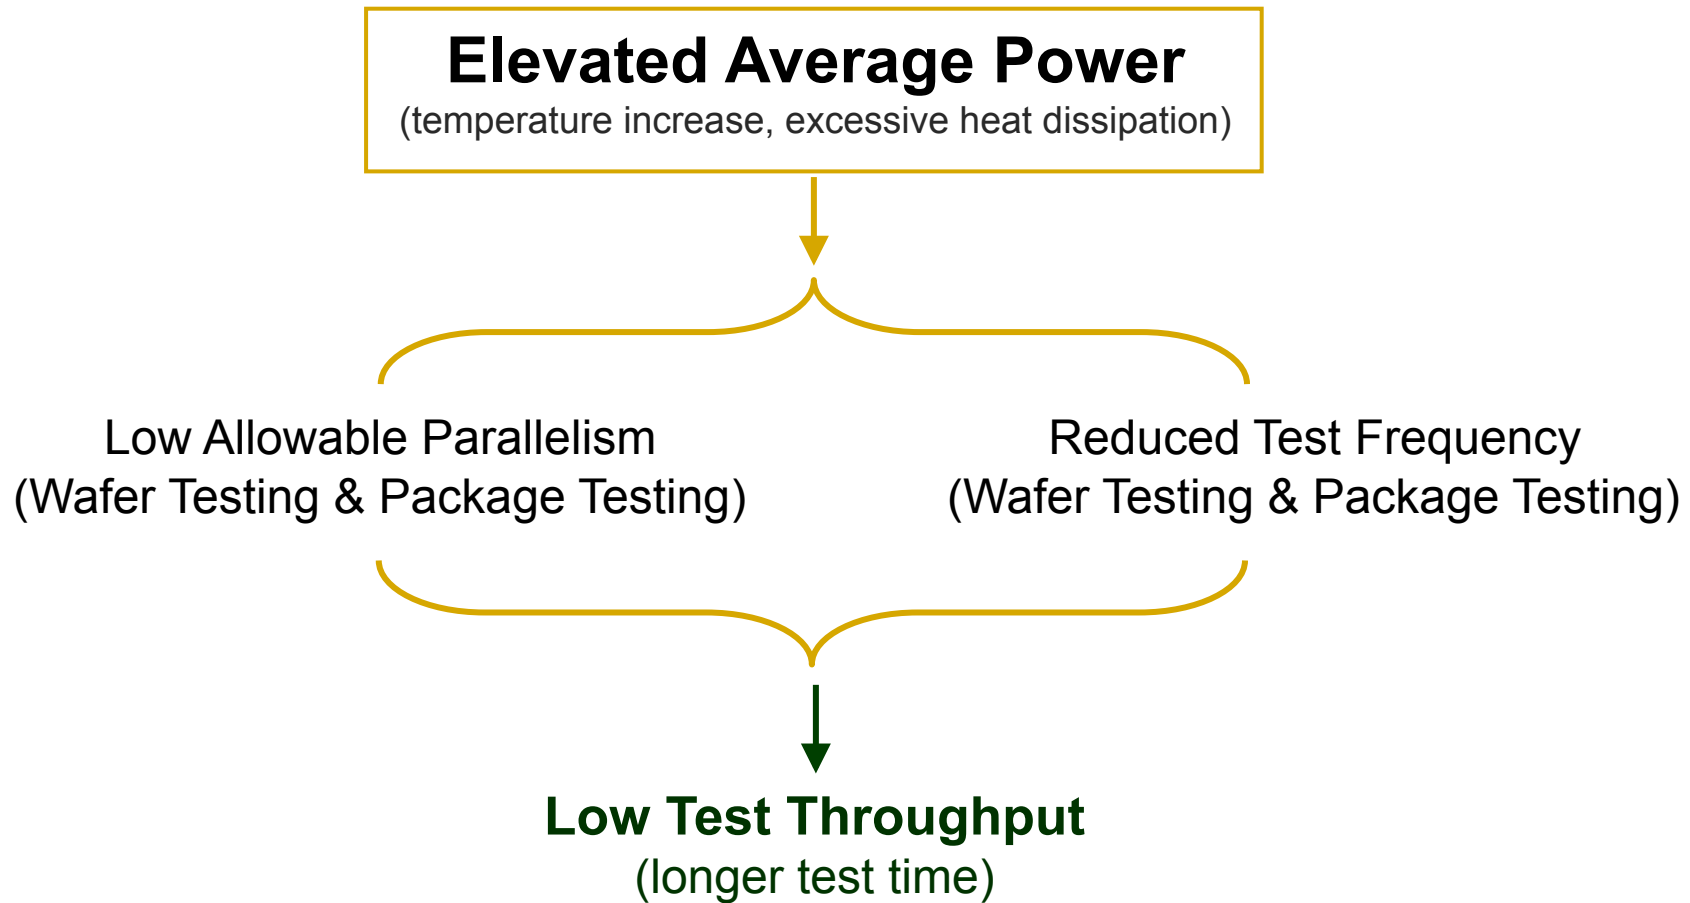 Elevated Average Power
(temperature increase, excessive heat dissipation)
Low Allowable Parallelism
(Wafer Testing & Package Testing)
Reduced Test Frequency
(Wafer Testing & Package Testing)
Low Test Throughput
(longer test time)